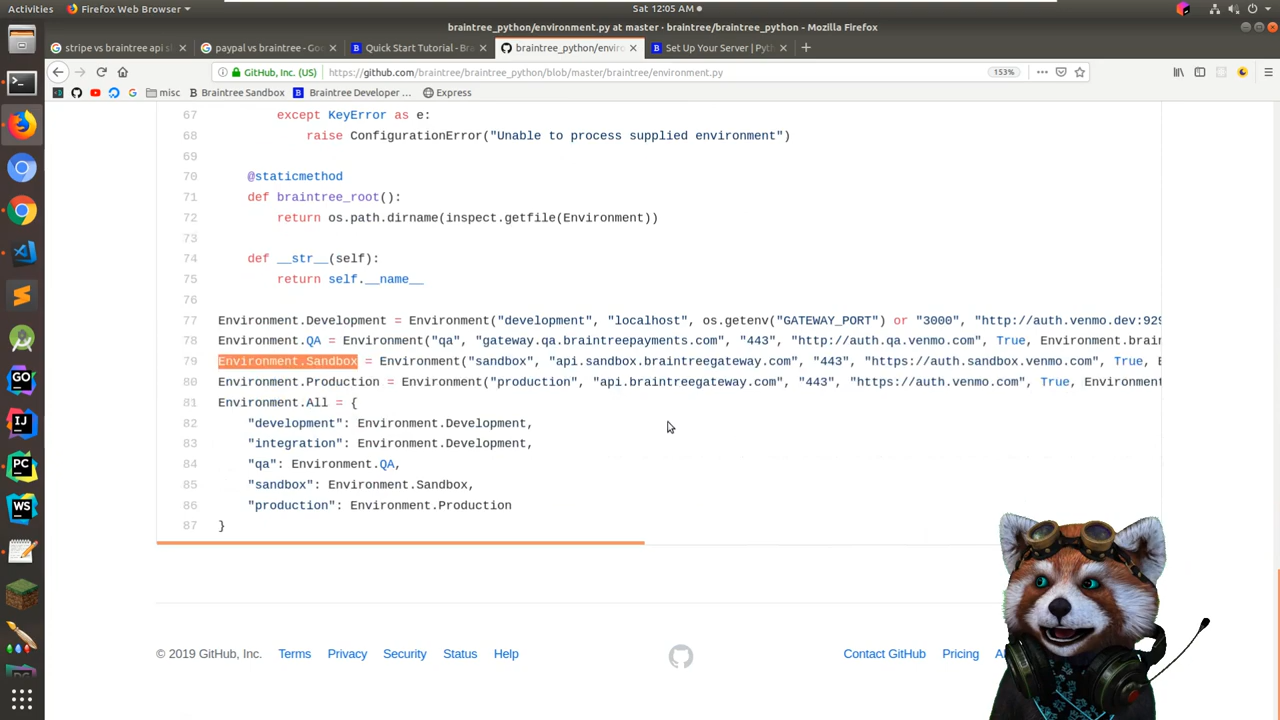 Activities
Firefox Web Browser
Sat 12:05 AM
braintree_python/environment.py at master · braintree/braintree_python - Mozilla Firefox
stripe vs braintree api s
paypal vs braintree - Go
Quick Start Tutorial - Bra
braintree_python/enviro
Set Up Your Server | Pyth
GitHub, Inc. (US)
https://github.com/braintree/braintree_python/blob/master/braintree/environment.py
153%
misc
Braintree Sandbox
Braintree Developer ...
Express
67 except KeyError as e:
68 raise ConfigurationError("Unable to process supplied environment")
69
70 @staticmethod
71 def braintree_root():
72 return os.path.dirname(inspect.getfile(Environment))
73
74 def __str__(self):
75 return self.__name__
76
77 Environment.Development = Environment("development", "localhost", os.getenv("GATEWAY_PORT") or "3000", "http://auth.venmo.dev:929
78 Environment.QA = Environment("qa", "gateway.qa.braintreepayments.com", "443", "http://auth.qa.venmo.com", True, Environment.brain
79 Environment.Sandbox = Environment("sandbox", "api.sandbox.braintreegateway.com", "443", "https://auth.sandbox.venmo.com", True, E
80 Environment.Production = Environment("production", "api.braintreegateway.com", "443", "https://auth.venmo.com", True, Environment
81 Environment.All = {
82 "development": Environment.Development,
83 "integration": Environment.Development,
84 "qa": Environment.QA,
85 "sandbox": Environment.Sandbox,
86 "production": Environment.Production
87 }
© 2019 GitHub, Inc.
Terms
Privacy
Security
Status
Help
Contact GitHub
Pricing
GO
IJ
PC
WS